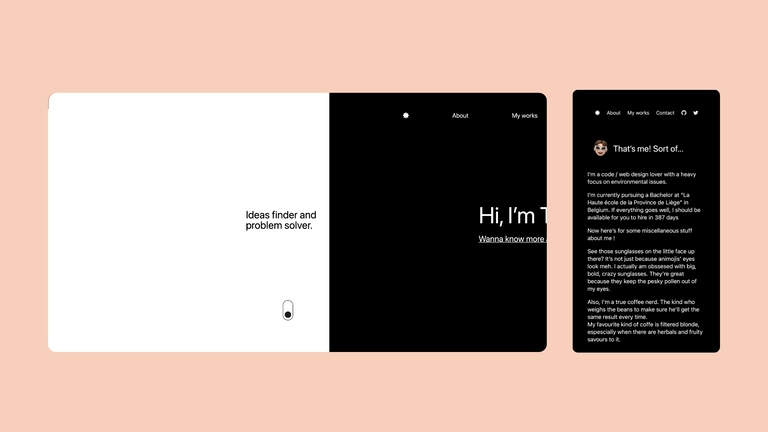 About
My works
Ideas finder and
problem solver.
Hi, I'm T
Wanna know more
About My works Contact
That's me! Sort of...
I'm a code / web design lover with a heavy
focus on environmental issues.
I'm currently pursuing a Bachelor at "La
Haute école de la Province de Liège" in
Belgium. If everything goes well, I should be
available for you to hire in 387 days
Now here's for some miscellaneous stuff
about me !
See those sunglasses on the little face up
there? It's not just because animojis' eyes
look meh. I actually am obssesed with big,
bold, crazy sunglasses. They're great
because they keep the pesky pollen out of
my eyes.
Also, I'm a true coffee nerd. The kind who
weighs the beans to make sure he'll get the
same result every time.
My favourite kind of coffe is filtered blonde,
espescially when there are herbals and fruity
savours to it.